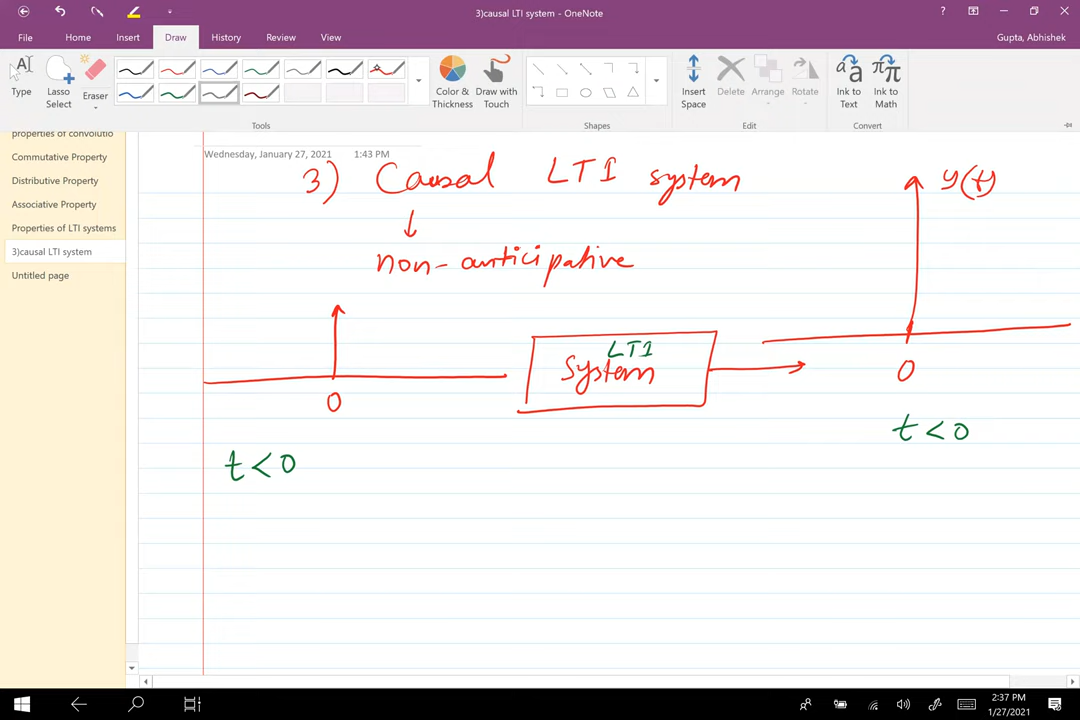 3)causal LTI system - OneNote
File Home Insert Draw History Review View
Gupta, Abhishek
Type
Lasso Select
Eraser
Color & Thickness
Draw with Touch
Insert Space
Delete
Arrange
Rotate
Ink to Text
Ink to Math
Tools
Shapes
Edit
Convert
properties of convolutio
Commutative Property
Distributive Property
Associative Property
Properties of LTI systems
3)causal LTI system
Untitled page
Wednesday, January 27, 2021 1:43 PM
3) Causal LTI system
non-anticipative
y(t)
LTI
System
0
0
t < 0
t < 0
2:37 PM
1/27/2021